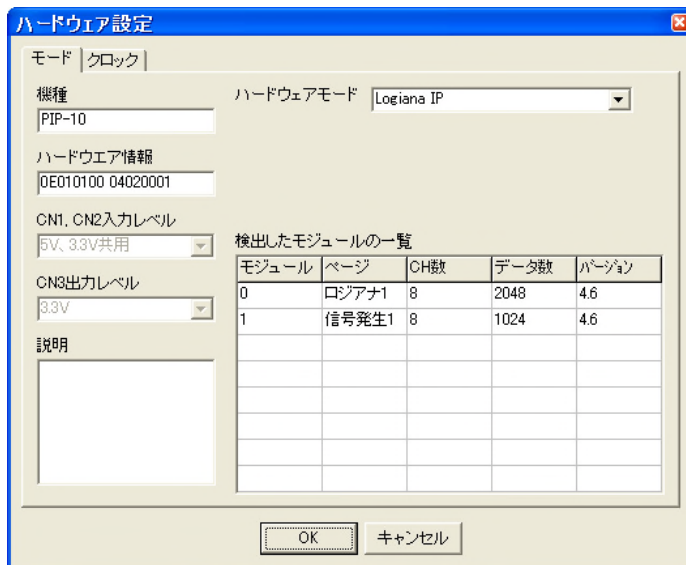 ハードウェア設定
モード
クロック
機種
PIP-10
ハードウェアモード
Logiana IP
ハードウエア情報
0E010100 04020001
CN1, CN2入力レベル
5V、3.3V共用
CN3出力レベル
3.3V
説明
検出したモジュールの一覧
モジュール ページ CH数 データ数 バージョン
0 ロジアナ1 8 2048 4.6
1 信号発生1 8 1024 4.6
OK
キャンセル